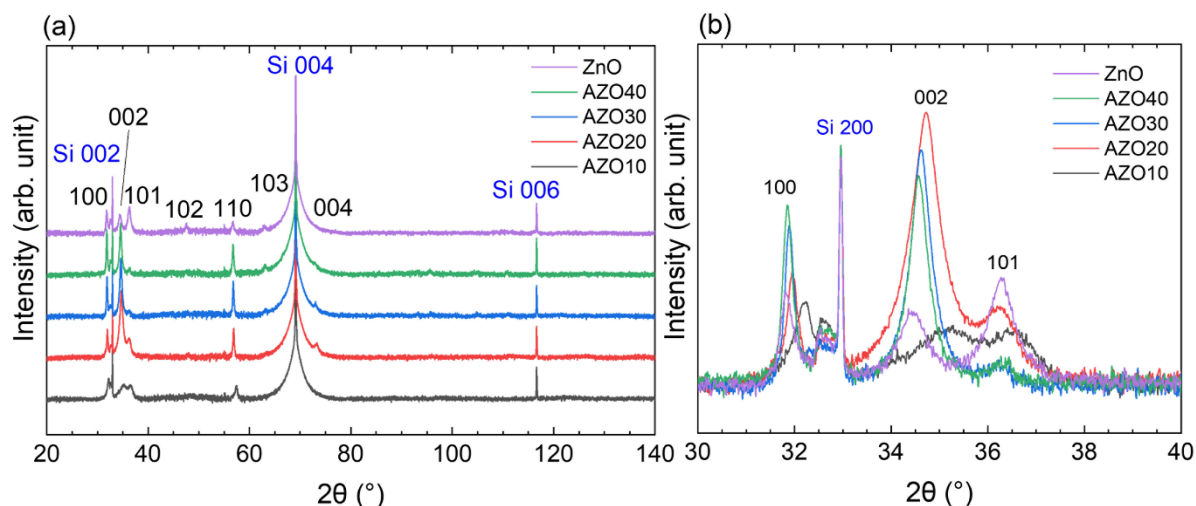 (a)
Si 004
ZnO
AZO40
AZO30
AZO20
AZO10
002
Si 002
100
101
102
110
103
004
Si 006
Intensity (arb. unit)
20
40
60
80
100
120
140
2θ (°)
(b)
ZnO
AZO40
AZO30
AZO20
AZO10
002
Si 200
100
101
Intensity (arb. unit)
30
32
34
36
38
40
2θ (°)